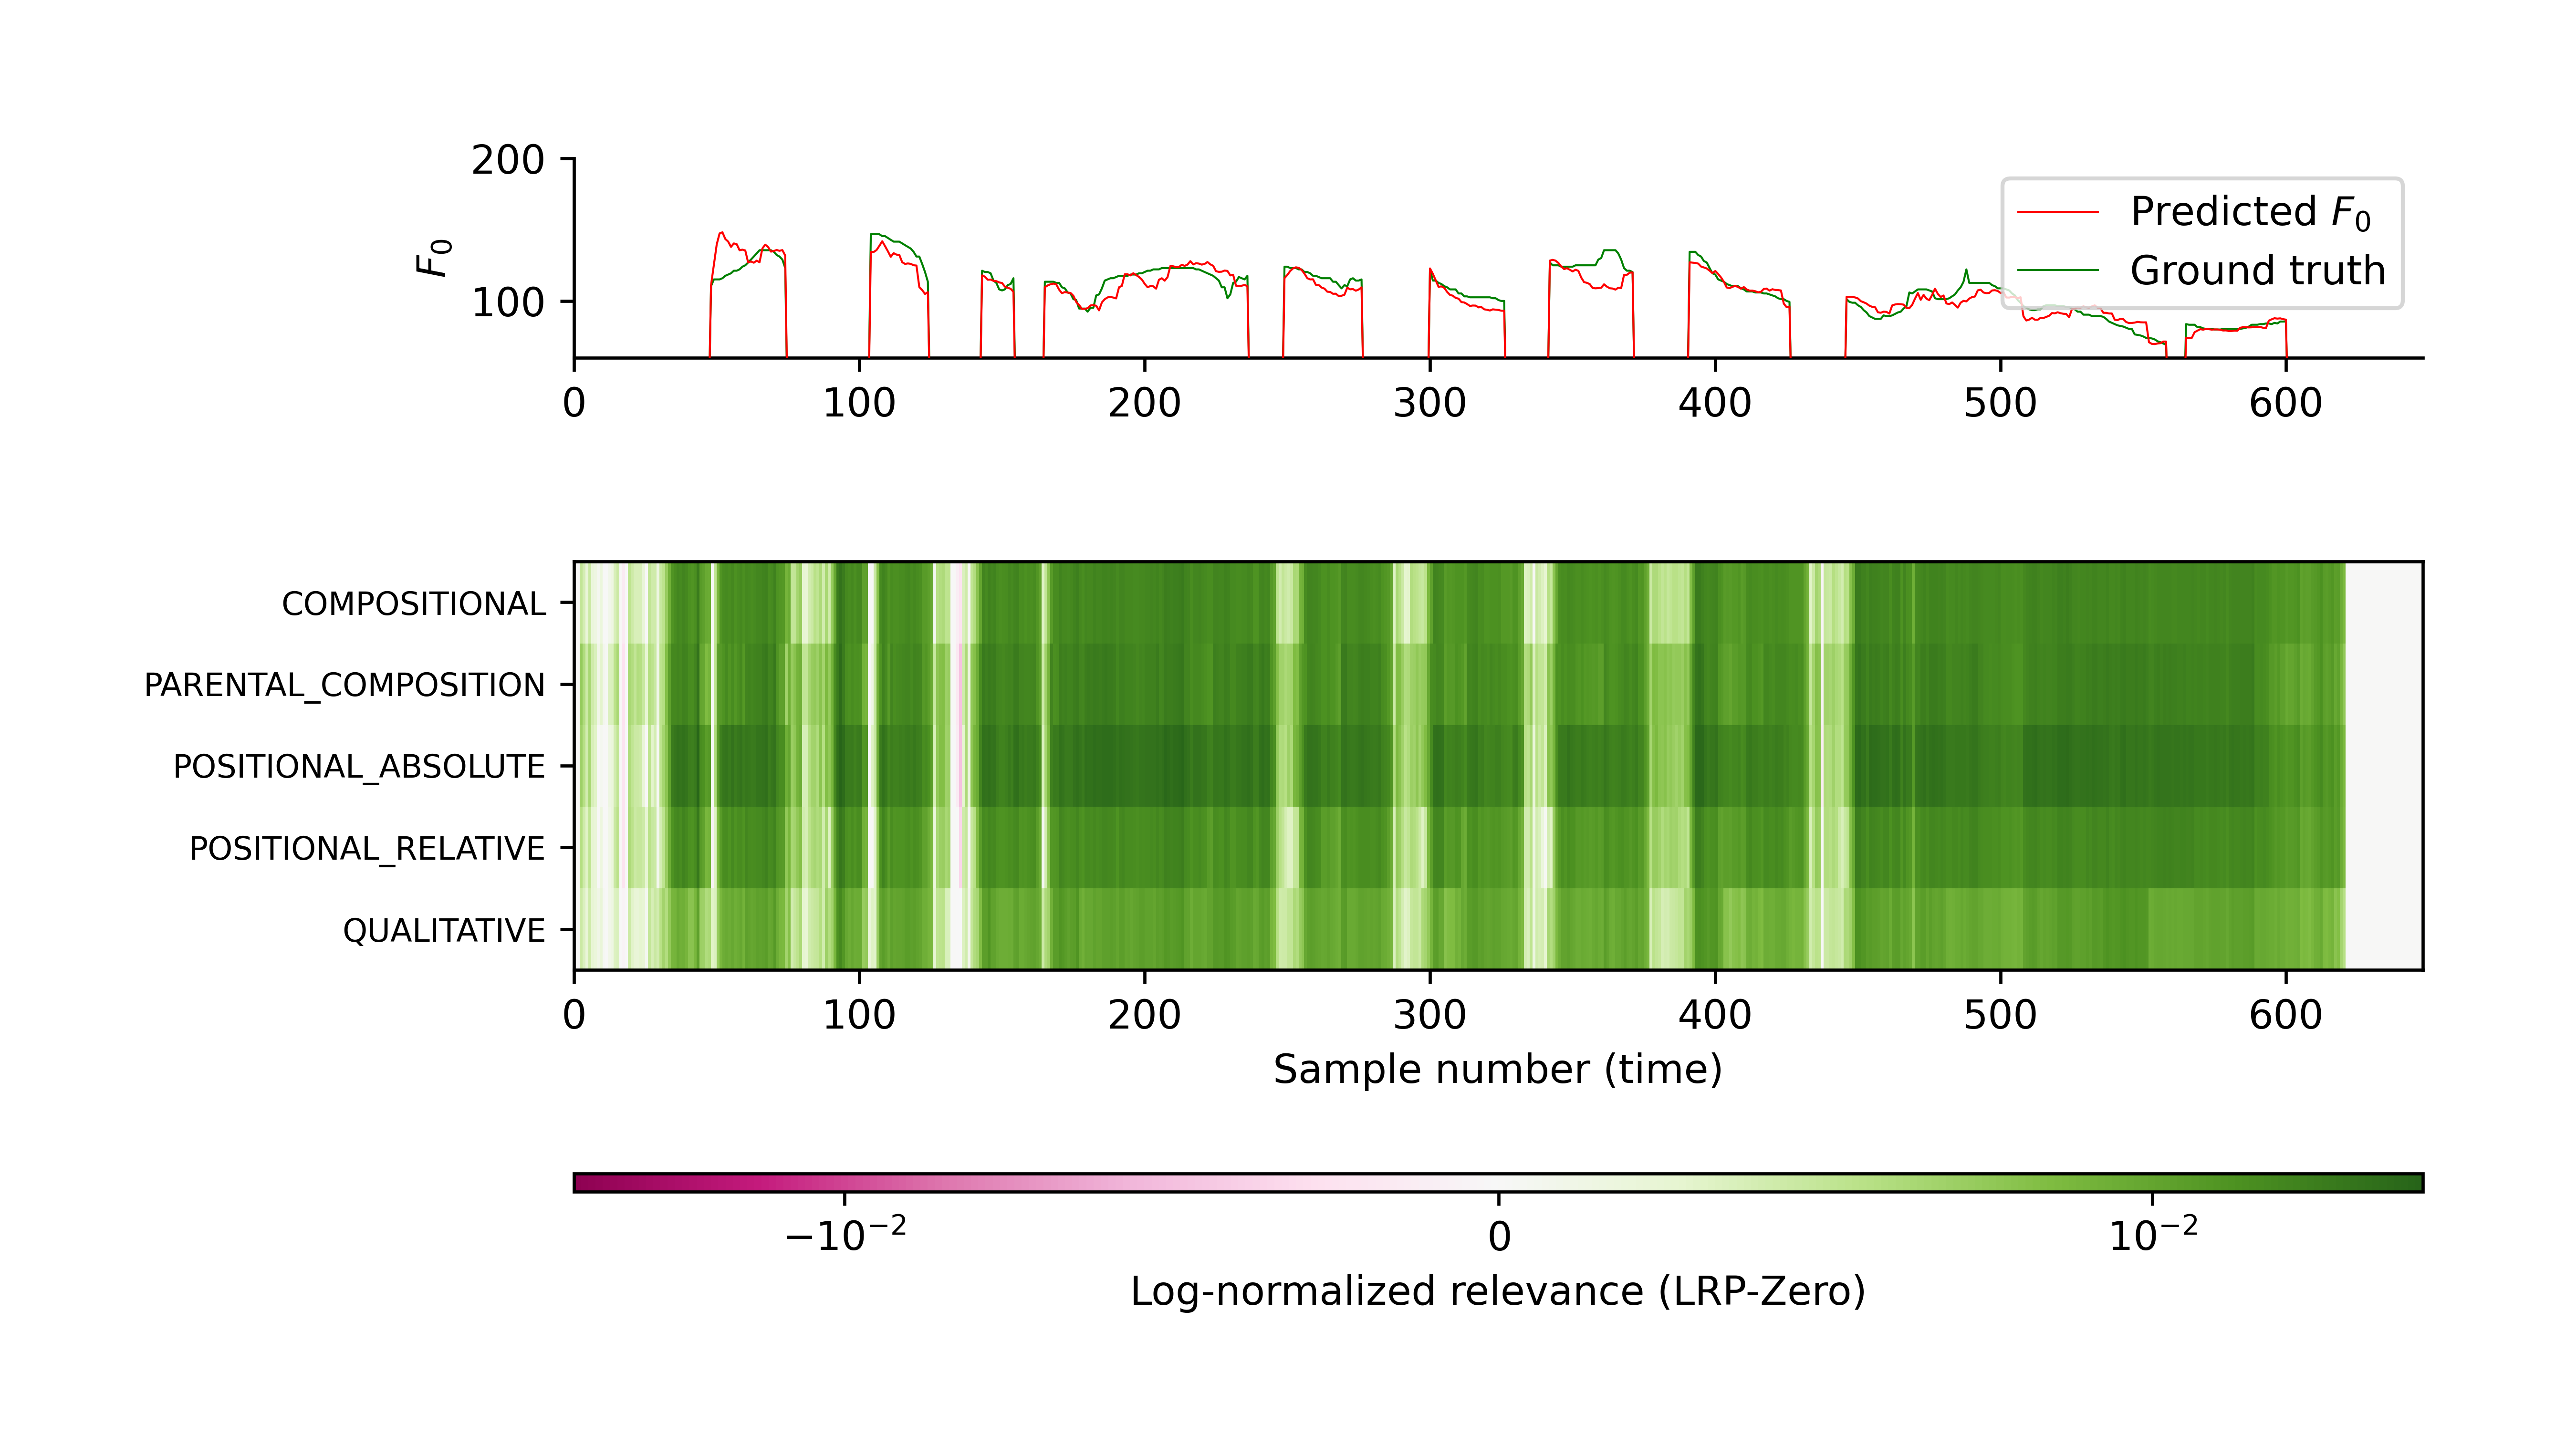 200
100
F₀
Predicted F₀
Ground truth
0 100 200 300 400 500 600
COMPOSITIONAL
PARENTAL_COMPOSITION
POSITIONAL_ABSOLUTE
POSITIONAL_RELATIVE
QUALITATIVE
0 100 200 300 400 500 600
Sample number (time)
−10⁻² 0 10⁻²
Log-normalized relevance (LRP-Zero)